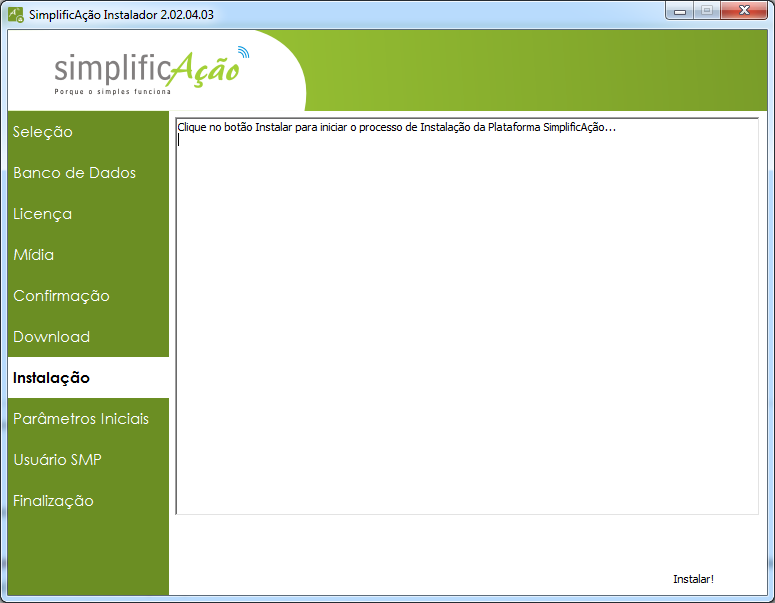 SimplificAção Instalador 2.02.04.03
simplificAção
Porque o simples funciona
Seleção
Banco de Dados
Licença
Mídia
Confirmação
Download
Instalação
Parâmetros Iniciais
Usuário SMP
Finalização
Clique no botão Instalar para iniciar o processo de Instalação da Plataforma SimplificAção...
Instalar!